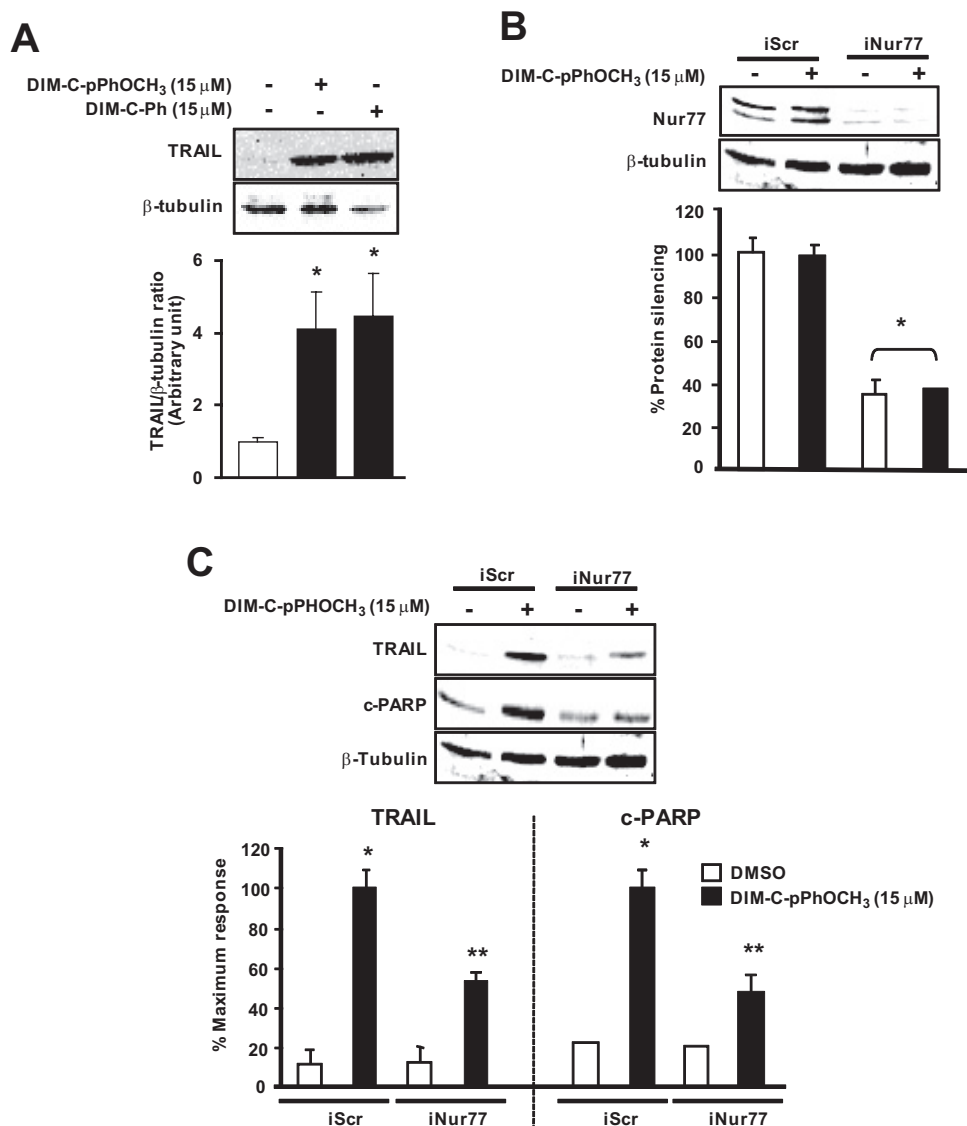 A
DIM-C-pPhOCH3 (15 μM) - + -
DIM-C-Ph (15 μM) - - +
TRAIL
β-tubulin
TRAIL/β-tubulin ratio
(Arbitrary unit)
6
4
2
0
*
*
B
iScr iNur77
DIM-C-pPhOCH3 (15 μM) - + - +
Nur77
β-tubulin
% Protein silencing
120
100
80
60
40
20
0
*
C
iScr iNur77
DIM-C-pPHOCH3 (15 μM) - + - +
TRAIL
c-PARP
β-Tubulin
TRAIL c-PARP
% Maximum response
120
100
80
60
40
20
0
* ** * **
DMSO
DIM-C-pPhOCH3 (15 μM)
iScr iNur77 iScr iNur77